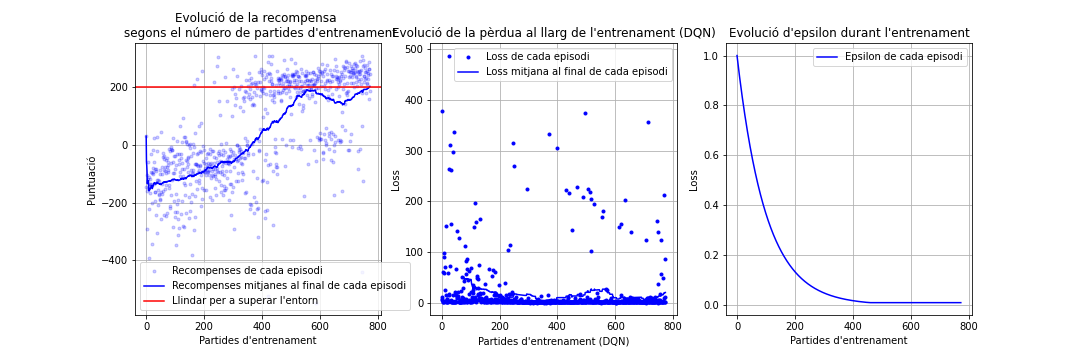 Evolució de la recompensa
segons el número de partides d'entrenament
Puntuació
200
0
−200
−400
Recompenses de cada episodi
Recompenses mitjanes al final de cada episodi
Llindar per a superar l'entorn
0 200 400 600 800
Partides d'entrenament
Evolució de la pèrdua al llarg de l'entrenament (DQN)
Loss
500
400
300
200
100
0
Loss de cada episodi
Loss mitjana al final de cada episodi
0 200 400 600 800
Partides d'entrenament (DQN)
Evolució d'epsilon durant l'entrenament
Loss
1.0
0.8
0.6
0.4
0.2
0.0
Epsilon de cada episodi
0 200 400 600 800
Partides d'entrenament